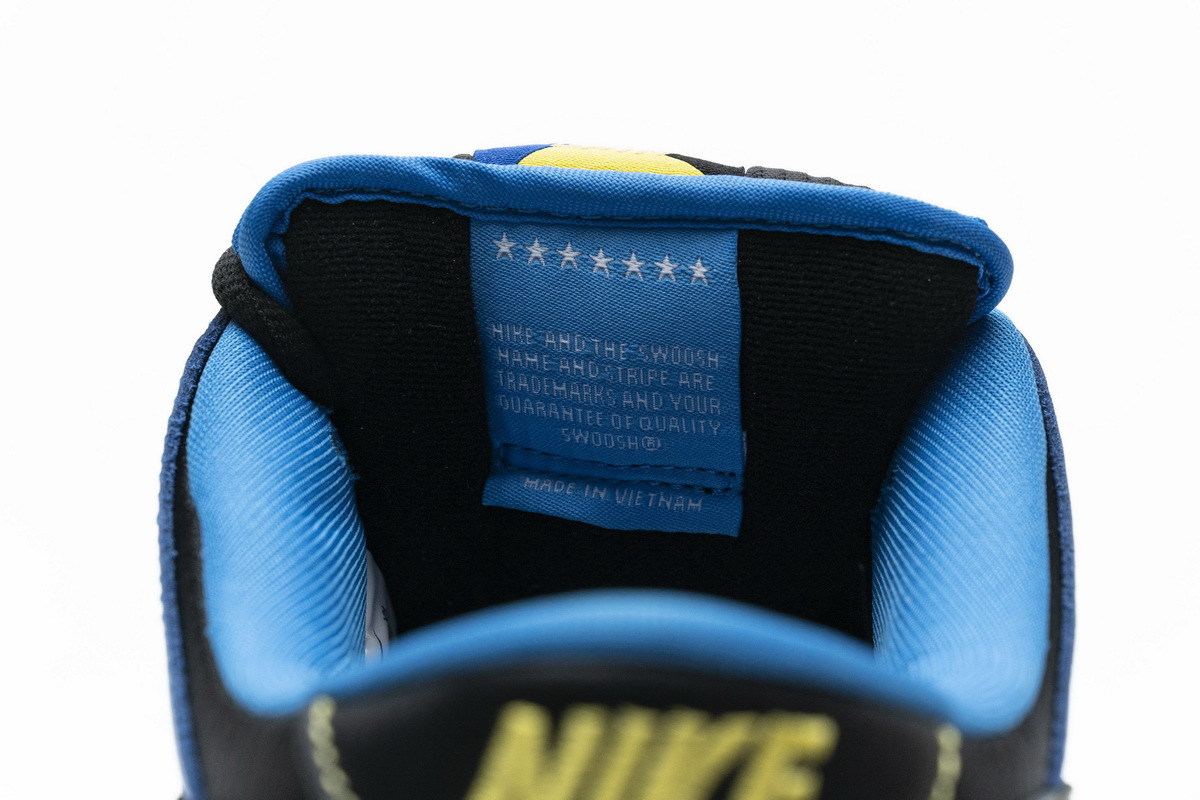 ★★★★★★★
NIKE AND THE SWOOSH
NAME AND STRIPE ARE
TRADEMARKS AND YOUR
GUARANTEE OF QUALITY
SWOOSH®
MADE IN VIETNAM
NIKE